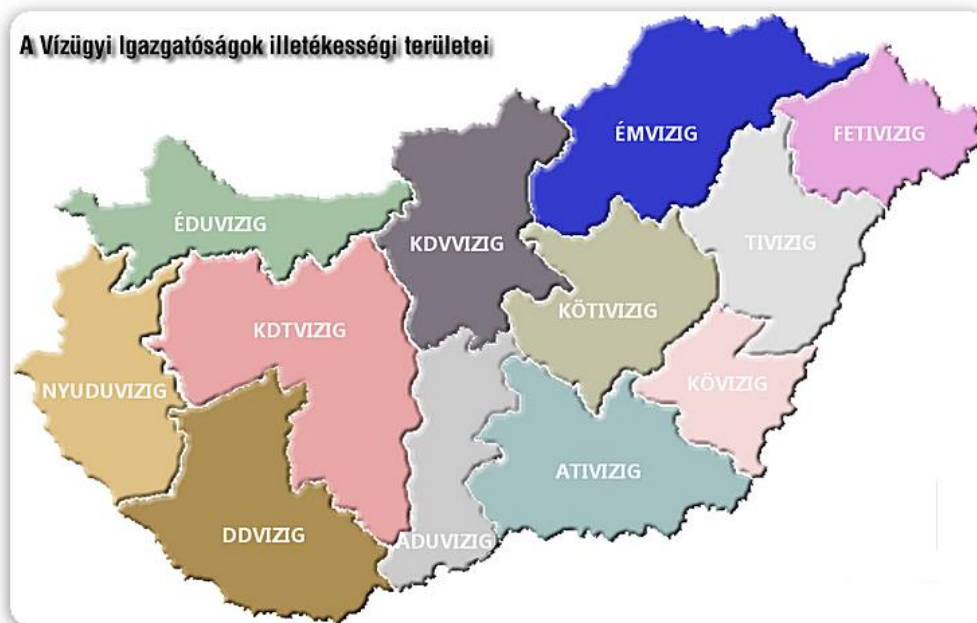 A Vízügyi Igazgatóságok illetékességi területei
ÉMVIZIG
FETIVIZIG
ÉDUVIZIG
KDVVIZIG
TIVIZIG
KÖTIVIZIG
KDTVIZIG
NYUDUVIZIG
KÖVIZIG
ATIVIZIG
DDVIZIG
ADUVIZIG